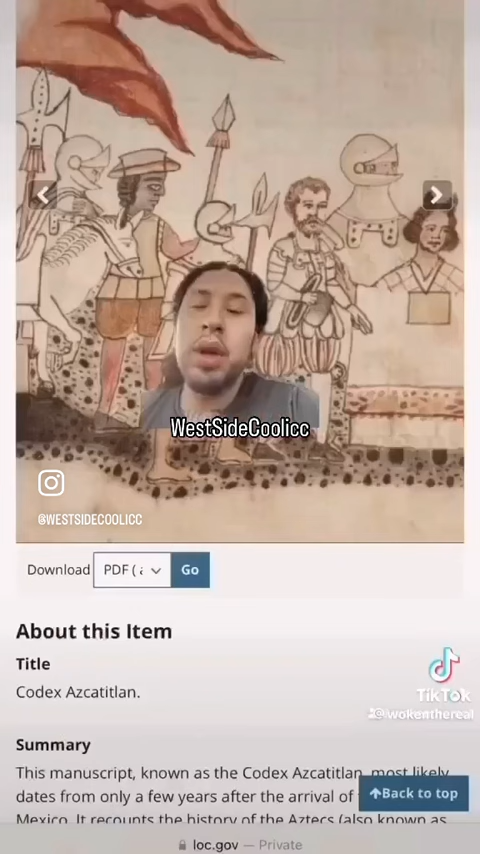 WestSideCoolicc
@WESTSIDECOOLICC
Download PDF ( Go
About this Item
Title
Codex Azcatitlan.
TikTok
@wokenthereal
Summary
This manuscript, known as the Codex Azcatitlan, most likely
dates from only a few years after the arrival of
Back to top
Mexico. It recounts the history of the Aztecs (also known as
loc.gov — Private